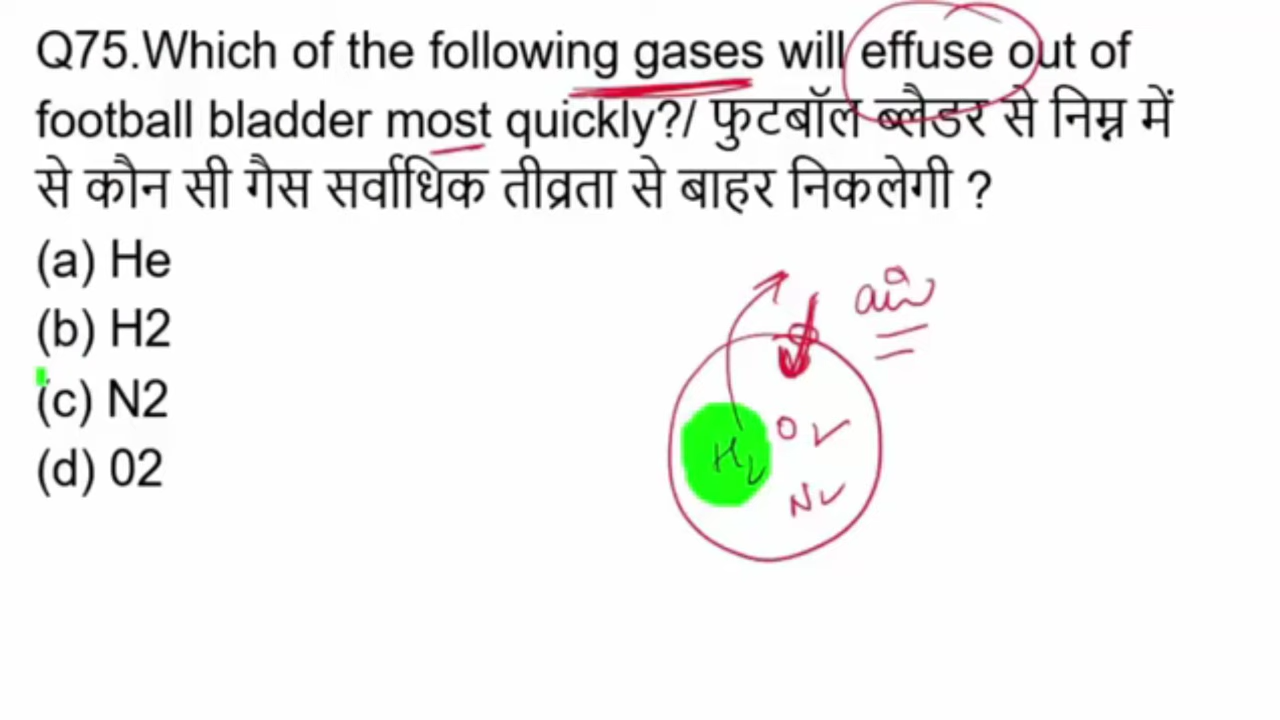 Q75.Which of the following gases will effuse out of
football bladder most quickly?/ फुटबॉल ब्लैडर से निम्न में
से कौन सी गैस सर्वाधिक तीव्रता से बाहर निकलेगी ?
(a) He
(b) H2
(c) N2
(d) 02
air
H₂
O₂
N₂